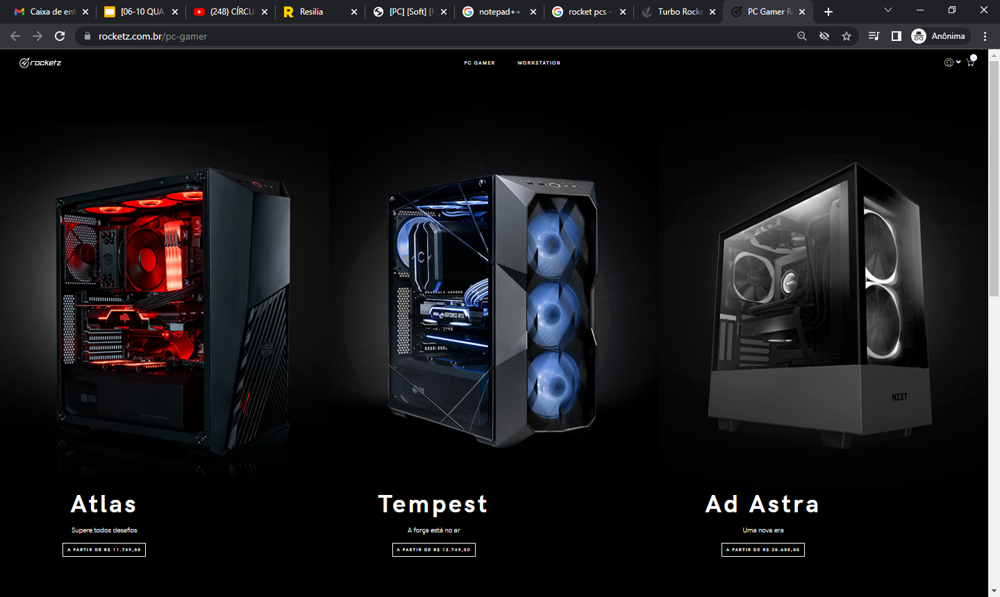 Caixa de ent
[06-10 QUA
(248) CÍRCU
Resilia
[PC] [Soft] [
notepad++
rocket pcs -
Turbo Rocke
PC Gamer R
rocketz.com.br/pc-gamer
Anônima
rocketz
PC GAMER
WORKSTATION
GEFORCE RTX
NZXT
Atlas
Supere todos desafios
A PARTIR DE R$ 11.749,00
Tempest
A força está no ar
A PARTIR DE R$ 13.749,00
Ad Astra
Uma nova era
A PARTIR DE R$ 20.650,00